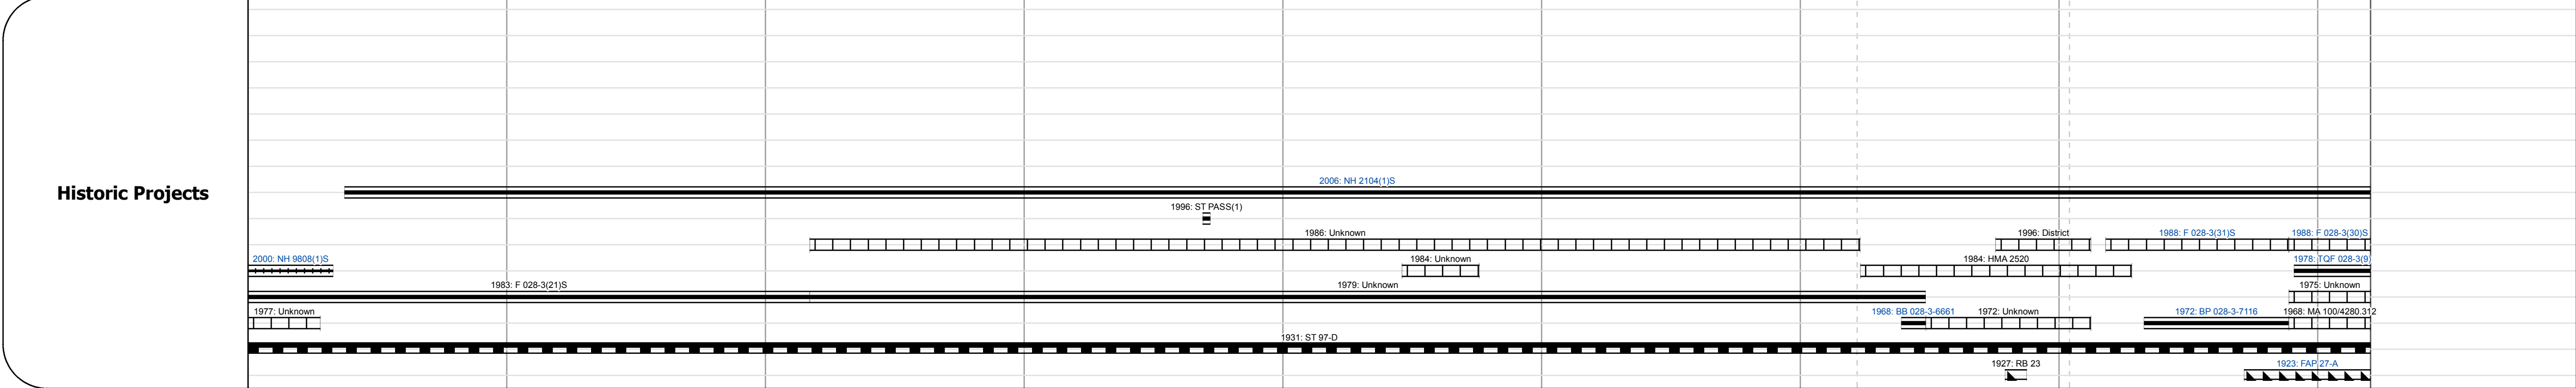 Historic Projects
2006: NH 2104(1)S
1996: ST PASS(1)
1986: Unknown
1996: District
1988: F 028-3(31)S
1988: F 028-3(30)S
2000: NH 9808(1)S
1984: Unknown
1984: HMA 2520
1978: TQF 028-3(9)
1983: F 028-3(21)S
1979: Unknown
1975: Unknown
1977: Unknown
1968: BB 028-3-6661
1972: Unknown
1972: BP 028-3-7116
1968: MA 100/4280.312
1931: ST 97-D
1927: RB 23
1923: FAP 27-A